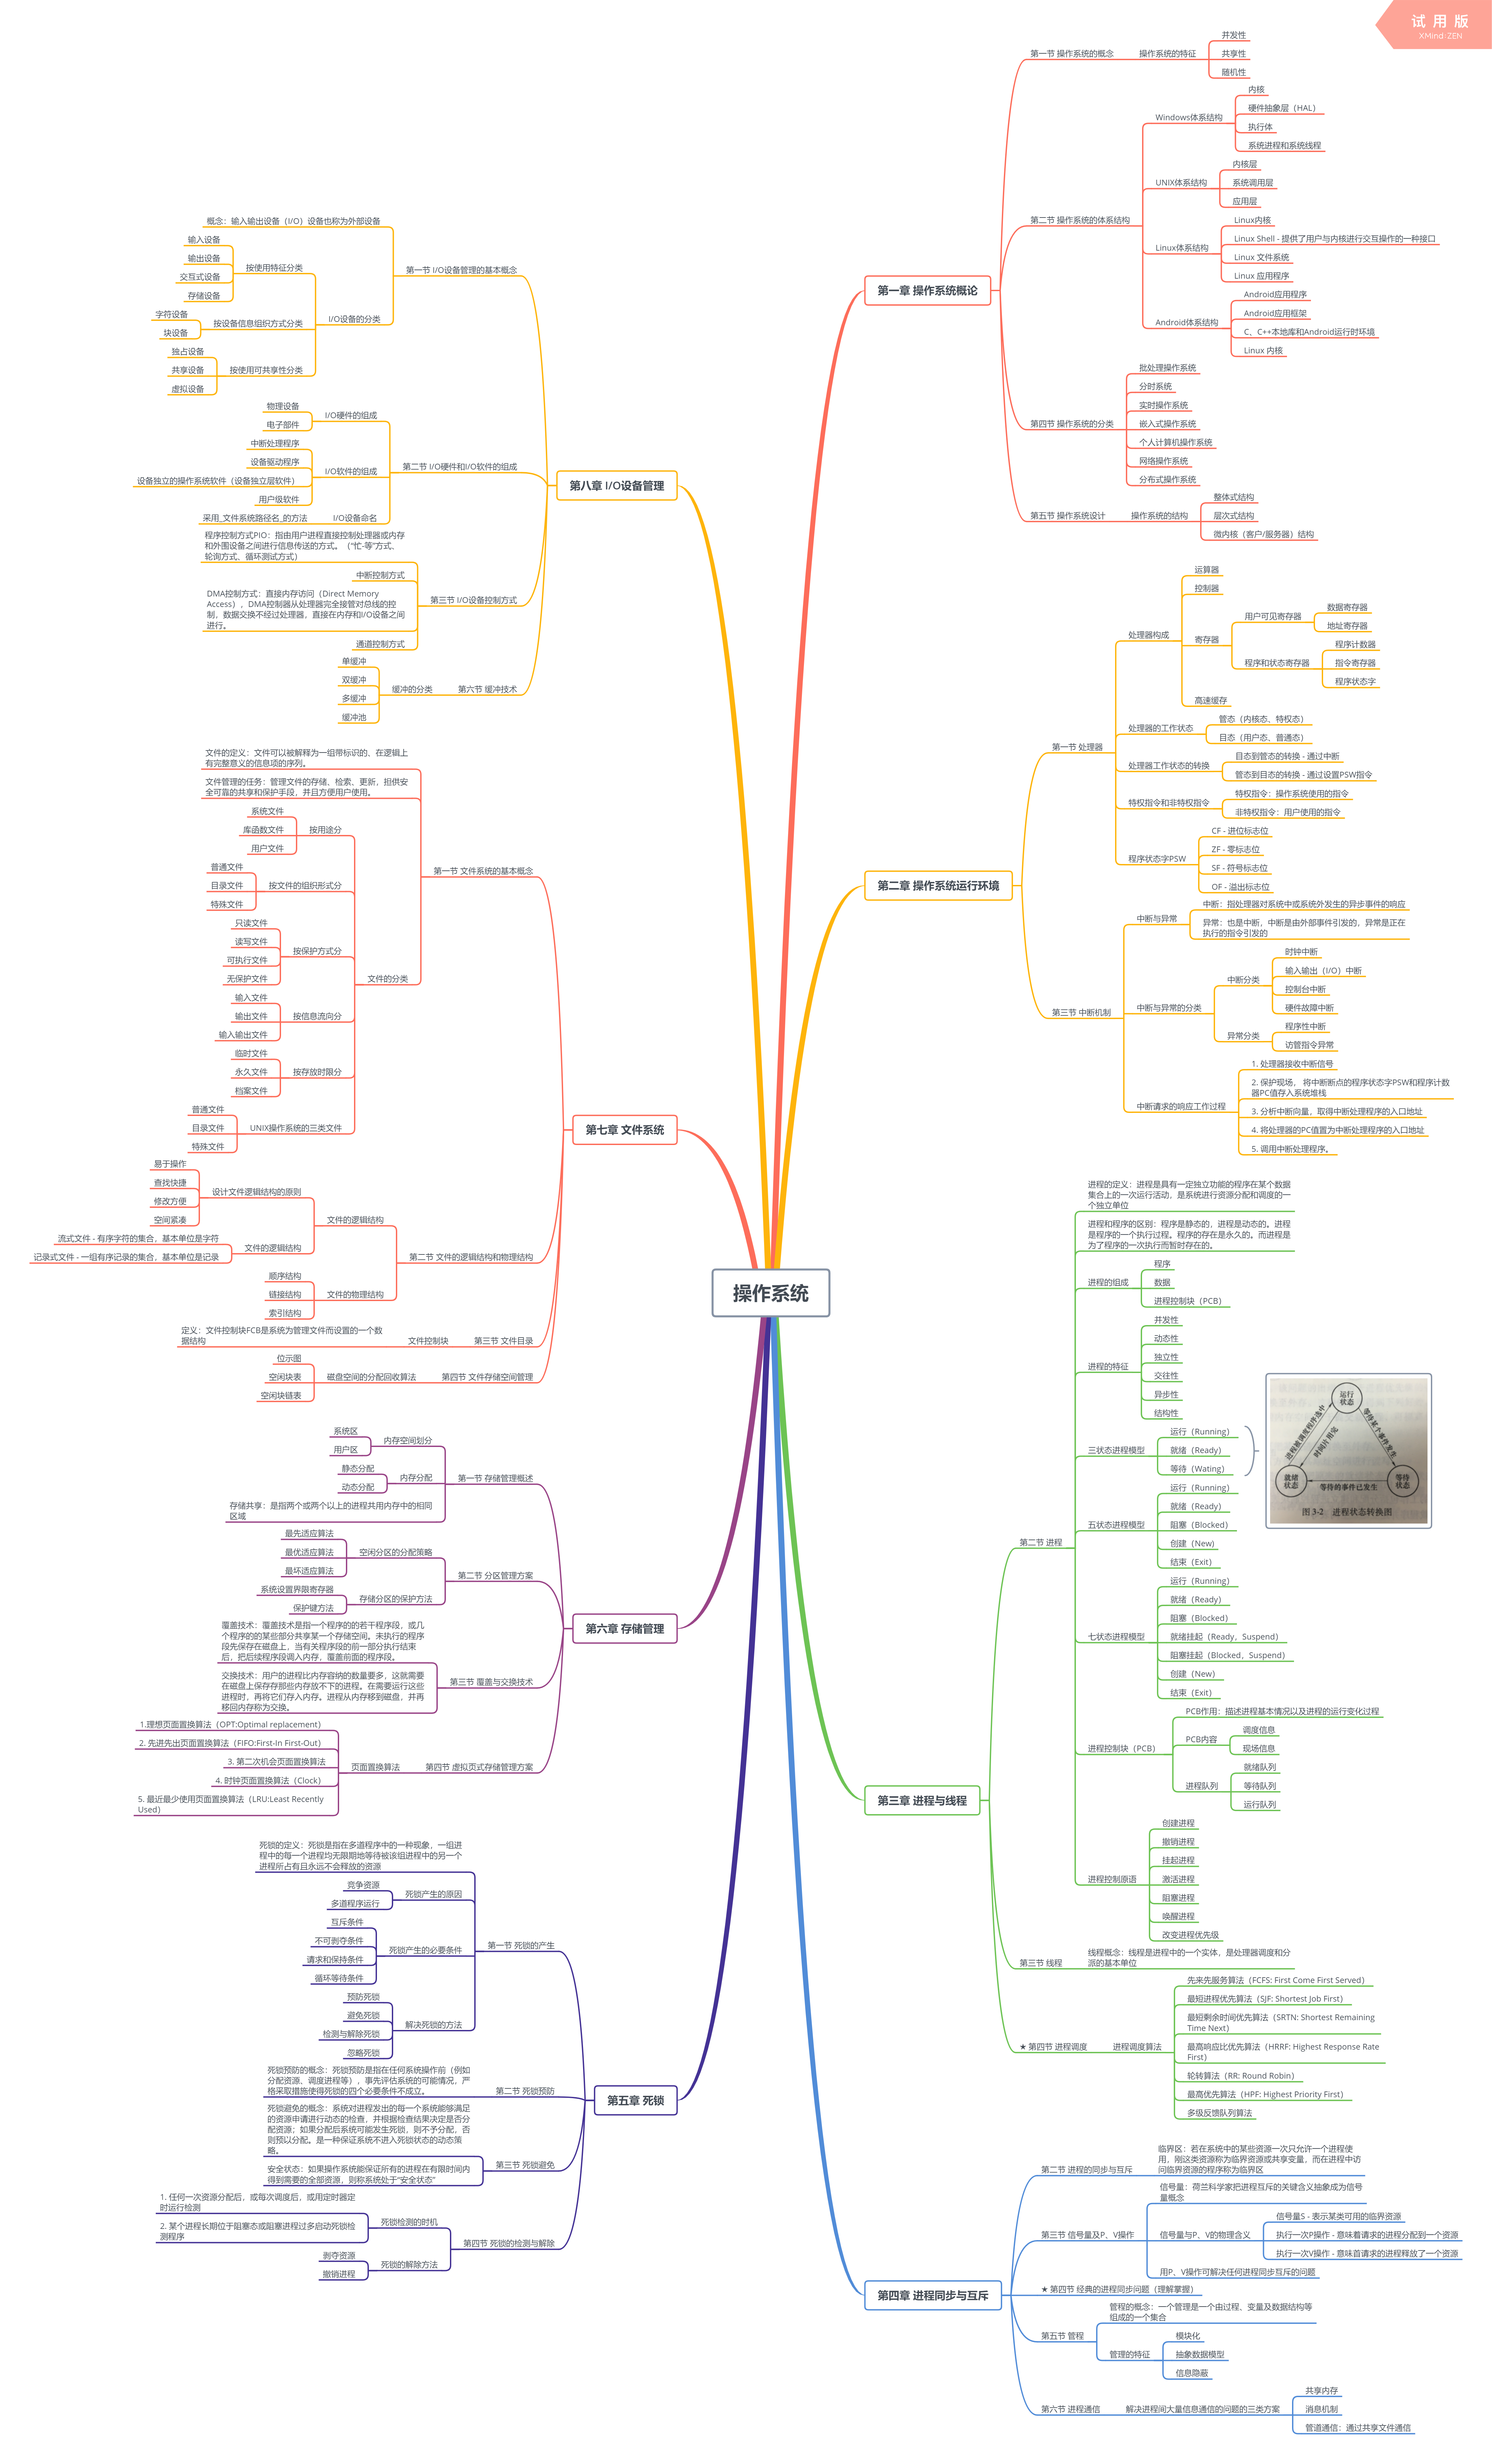 试用版
XMind:ZEN
操作系统
第一章 操作系统概论
第一节 操作系统的概念
操作系统的特征
并发性
共享性
随机性
第二节 操作系统的体系结构
Windows体系结构
内核
硬件抽象层（HAL）
执行体
系统进程和系统线程
UNIX体系结构
内核层
系统调用层
应用层
Linux体系结构
Linux内核
Linux Shell - 提供了用户与内核进行交互操作的一种接口
Linux 文件系统
Linux 应用程序
Android体系结构
Android应用程序
Android应用框架
C、C++本地库和Android运行时环境
Linux 内核
第四节 操作系统的分类
批处理操作系统
分时系统
实时操作系统
嵌入式操作系统
个人计算机操作系统
网络操作系统
分布式操作系统
第五节 操作系统设计
操作系统的结构
整体式结构
层次式结构
微内核（客户/服务器）结构
第二章 操作系统运行环境
第一节 处理器
处理器构成
运算器
控制器
寄存器
用户可见寄存器
数据寄存器
地址寄存器
程序和状态寄存器
程序计数器
指令寄存器
程序状态字
高速缓存
处理器的工作状态
管态（内核态、特权态）
目态（用户态、普通态）
处理器工作状态的转换
目态到管态的转换 - 通过中断
管态到目态的转换 - 通过设置PSW指令
特权指令和非特权指令
特权指令：操作系统使用的指令
非特权指令：用户使用的指令
程序状态字PSW
CF - 进位标志位
ZF - 零标志位
SF - 符号标志位
OF - 溢出标志位
第三节 中断机制
中断与异常
中断：指处理器对系统中或系统外发生的异步事件的响应
异常：也是中断，中断是由外部事件引发的，异常是正在
执行的指令引发的
中断与异常的分类
中断分类
时钟中断
输入输出（I/O）中断
控制台中断
硬件故障中断
异常分类
程序性中断
访管指令异常
中断请求的响应工作过程
1. 处理器接收中断信号
2. 保护现场， 将中断断点的程序状态字PSW和程序计数
器PC值存入系统堆栈
3. 分析中断向量，取得中断处理程序的入口地址
4. 将处理器的PC值置为中断处理程序的入口地址
5. 调用中断处理程序。
第三章 进程与线程
第二节 进程
进程的定义：进程是具有一定独立功能的程序在某个数据
集合上的一次运行活动，是系统进行资源分配和调度的一
个独立单位
进程和程序的区别：程序是静态的，进程是动态的。进程
是程序的一个执行过程。程序的存在是永久的。而进程是
为了程序的一次执行而暂时存在的。
进程的组成
程序
数据
进程控制块（PCB）
进程的特征
并发性
动态性
独立性
交往性
异步性
结构性
三状态进程模型
运行（Running）
就绪（Ready）
等待（Wating）
运行
状态
进程被调度程序选中
时间片用完
等待某个事件发生
就绪
状态
等待
状态
等待的事件已发生
图 3-2 进程状态转换图
五状态进程模型
运行（Running）
就绪（Ready）
阻塞（Blocked）
创建（New）
结束（Exit）
七状态进程模型
运行（Running）
就绪（Ready）
阻塞（Blocked）
就绪挂起（Ready，Suspend）
阻塞挂起（Blocked，Suspend）
创建（New）
结束（Exit）
进程控制块（PCB）
PCB作用：描述进程基本情况以及进程的运行变化过程
PCB内容
调度信息
现场信息
进程队列
就绪队列
等待队列
运行队列
进程控制原语
创建进程
撤销进程
挂起进程
激活进程
阻塞进程
唤醒进程
改变进程优先级
第三节 线程
线程概念：线程是进程中的一个实体，是处理器调度和分
派的基本单位
★ 第四节 进程调度
进程调度算法
先来先服务算法（FCFS: First Come First Served）
最短进程优先算法（SJF: Shortest Job First）
最短剩余时间优先算法（SRTN: Shortest Remaining
Time Next）
最高响应比优先算法（HRRF: Highest Response Rate
First）
轮转算法（RR: Round Robin）
最高优先算法（HPF: Highest Priority First）
多级反馈队列算法
第四章 进程同步与互斥
第二节 进程的同步与互斥
临界区：若在系统中的某些资源一次只允许一个进程使
用，刚这类资源称为临界资源或共享变量，而在进程中访
问临界资源的程序称为临界区
第三节 信号量及P、V操作
信号量：荷兰科学家把进程互斥的关键含义抽象成为信号
量概念
信号量与P、V的物理含义
信号量S - 表示某类可用的临界资源
执行一次P操作 - 意味着请求的进程分配到一个资源
执行一次V操作 - 意味首请求的进程释放了一个资源
用P、V操作可解决任何进程同步互斥的问题
★ 第四节 经典的进程同步问题（理解掌握）
第五节 管程
管程的概念：一个管理是一个由过程，变量及数据结构等
组成的一个集合
管理的特征
模块化
抽象数据模型
信息隐蔽
第六节 进程通信
解决进程间大量信息通信的问题的三类方案
共享内存
消息机制
管道通信：通过共享文件通信
第五章 死锁
第一节 死锁的产生
死锁的定义：死锁是指在多道程序中的一种现象，一组进
程中的每一个进程均无限期地等待被该组进程中的另一个
进程所占有且永远不会释放的资源
死锁产生的原因
竞争资源
多道程序运行
死锁产生的必要条件
互斥条件
不可剥夺条件
请求和保持条件
循环等待条件
解决死锁的方法
预防死锁
避免死锁
检测与解除死锁
忽略死锁
第二节 死锁预防
死锁预防的概念：死锁预防是指在任何系统操作前（例如
分配资源、调度进程等），事先评估系统的可能情况，严
格采取措施使得死锁的四个必要条件不成立。
第三节 死锁避免
死锁避免的概念：系统对进程发出的每一个系统能够满足
的资源申请进行动态的检查，并根据检查结果决定是否分
配资源；如果分配后系统可能发生死锁，则不予分配，否
则预以分配。是一种保证系统不进入死锁状态的动态策
略。
安全状态：如果操作系统能保证所有的进程在有限时间内
得到需要的全部资源，则称系统处于“安全状态”
第四节 死锁的检测与解除
死锁检测的时机
1. 任何一次资源分配后，或每次调度后，或用定时器定
时运行检测
2. 某个进程长期位于阻塞态或阻塞进程过多启动死锁检
测程序
死锁的解除方法
剥夺资源
撤销进程
第六章 存储管理
第一节 存储管理概述
内存空间划分
系统区
用户区
内存分配
静态分配
动态分配
存储共享：是指两个或两个以上的进程共用内存中的相同
区域
第二节 分区管理方案
空闲分区的分配策略
最先适应算法
最优适应算法
最坏适应算法
存储分区的保护方法
系统设置界限寄存器
保护键方法
第三节 覆盖与交换技术
覆盖技术：覆盖技术是指一个程序的的若干程序段，或几
个程序的的某些部分共享某一个存储空间。未执行的程序
段先保存在磁盘上，当有关程序段的前一部分执行结束
后，把后续程序段调入内存，覆盖前面的程序段。
交换技术：用户的进程比内存容纳的数量要多，这就需要
在磁盘上保存存那些内存放不下的进程。在需要运行这些
进程时，再将它们存入内存。进程从内存移到磁盘，并再
移回内存称为交换。
第四节 虚拟页式存储管理方案
页面置换算法
1.理想页面置换算法（OPT:Optimal replacement）
2. 先进先出页面置换算法（FIFO:First-In First-Out）
3. 第二次机会页面置换算法
4. 时钟页面置换算法（Clock）
5. 最近最少使用页面置换算法（LRU:Least Recently
Used）
第七章 文件系统
第一节 文件系统的基本概念
文件的定义：文件可以被解释为一组带标识的、在逻辑上
有完整意义的信息项的序列。
文件管理的任务：管理文件的存储、检索、更新，担供安
全可靠的共享和保护手段，并且方便用户使用。
文件的分类
按用途分
系统文件
库函数文件
用户文件
按文件的组织形式分
普通文件
目录文件
特殊文件
按保护方式分
只读文件
读写文件
可执行文件
无保护文件
按信息流向分
输入文件
输出文件
输入输出文件
按存放时限分
临时文件
永久文件
档案文件
UNIX操作系统的三类文件
普通文件
目录文件
特殊文件
第二节 文件的逻辑结构和物理结构
文件的逻辑结构
设计文件逻辑结构的原则
易于操作
查找快捷
修改方便
空间紧凑
文件的逻辑结构
流式文件 - 有序字符的集合，基本单位是字符
记录式文件 - 一组有序记录的集合，基本单位是记录
文件的物理结构
顺序结构
链接结构
索引结构
第三节 文件目录
文件控制块
定义：文件控制块FCB是系统为管理文件而设置的一个数
据结构
第四节 文件存储空间管理
磁盘空间的分配回收算法
位示图
空闲块表
空闲块链表
第八章 I/O设备管理
第一节 I/O设备管理的基本概念
概念：输入输出设备（I/O）设备也称为外部设备
I/O设备的分类
按使用特征分类
输入设备
输出设备
交互式设备
存储设备
按设备信息组织方式分类
字符设备
块设备
按使用可共享性分类
独占设备
共享设备
虚拟设备
第二节 I/O硬件和I/O软件的组成
I/O硬件的组成
物理设备
电子部件
I/O软件的组成
中断处理程序
设备驱动程序
设备独立的操作系统软件（设备独立层软件）
用户级软件
I/O设备命名
采用_文件系统路径名_的方法
第三节 I/O设备控制方式
程序控制方式PIO：指由用户进程直接控制处理器或内存
和外围设备之间进行信息传送的方式。（“忙-等”方式、
轮询方式、循环测试方式）
中断控制方式
DMA控制方式：直接内存访问（Direct Memory
Access），DMA控制器从处理器完全接管对总线的控
制，数据交换不经过处理器，直接在内存和I/O设备之间
进行。
通道控制方式
第六节 缓冲技术
缓冲的分类
单缓冲
双缓冲
多缓冲
缓冲池